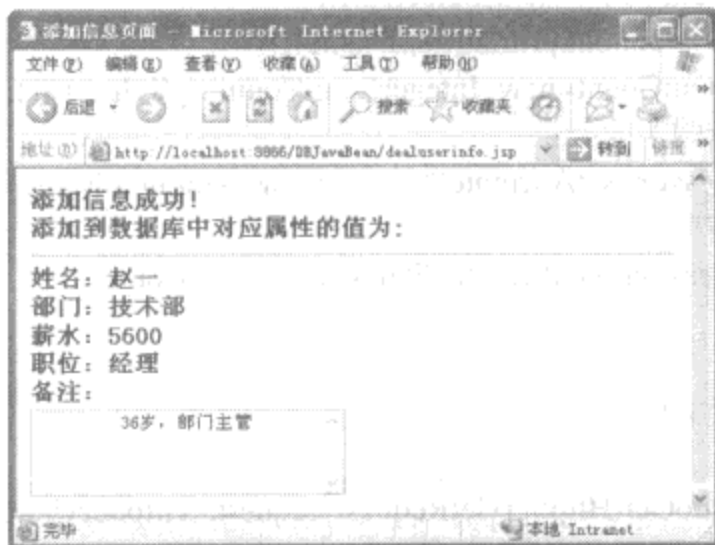 添加信息页面 - Microsoft Internet Explorer
文件(F) 编辑(E) 查看(V) 收藏(A) 工具(T) 帮助(H)
后退 搜索 收藏夹
地址(D) http://localhost:8866/DBJavaBean/dealuserinfo.jsp 转到 链接
添加信息成功!
添加到数据库中对应属性的值为:
姓名: 赵一
部门: 技术部
薪水: 5600
职位: 经理
备注:
36岁,部门主管
完毕 本地 Intranet